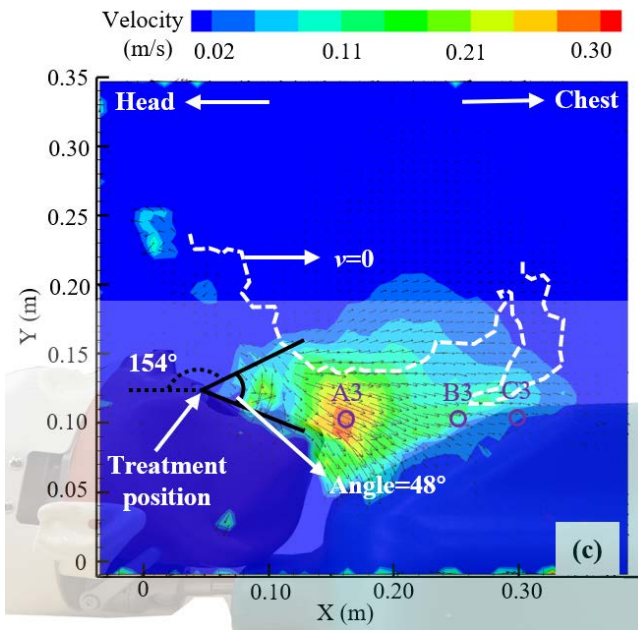 Velocity
(m/s)
0.02 0.11 0.21 0.30
0.35
Head
Chest
0.30
0.25
v=0
0.20
Y (m)
0.15
154°
A3 B3 C3
0.10
Treatment
position
Angle=48°
0.05
(c)
0
0 0.10 0.20 0.30
X (m)